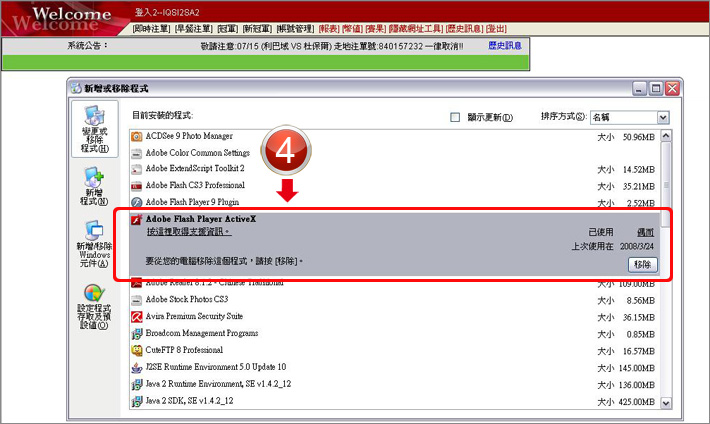 Welcome
Welcome
登入2--IQSI2SA2
[即時注單] [早餐注單] [冠軍] [新冠軍] [帳號管理] [報表] [幣值] [賽果] [隱藏網址工具] [歷史訊息] [登出]
系統公告：
敬請注意:07/15 (利巴域 VS 杜保爾) 走地注單號:840157232 一律取消!!
歷史訊息
新增或移除程式
變更或
移除
程式(H)
新增
程式(N)
新增/移除
Windows
元件(A)
設定程式
存取及預
設值(O)
目前安裝的程式:
顯示更新(D)
排序方式(S):
名稱
ACDSee 9 Photo Manager
大小 50.96MB
Adobe Color Common Settings
Adobe ExtendScript Toolkit 2
大小 14.52MB
Adobe Flash CS3 Professional
大小 35.21MB
Adobe Flash Player 9 Plugin
大小 2.52MB
4
Adobe Flash Player ActiveX
按這裡取得支援資訊。
已使用 偶而
上次使用在 2008/3/24
要從您的電腦移除這個程式，請按 [移除]。
移除
Adobe Reader 8.1.2 - Chinese Traditional
大小 109.00MB
Adobe Stock Photos CS3
大小 8.56MB
Avira Premium Security Suite
大小 36.15MB
Broadcom Management Programs
大小 0.85MB
CuteFTP 8 Professional
大小 16.57MB
J2SE Runtime Environment 5.0 Update 10
大小 145.00MB
Java 2 Runtime Environment, SE v1.4.2_12
大小 136.00MB
Java 2 SDK, SE v1.4.2_12
大小 425.00MB